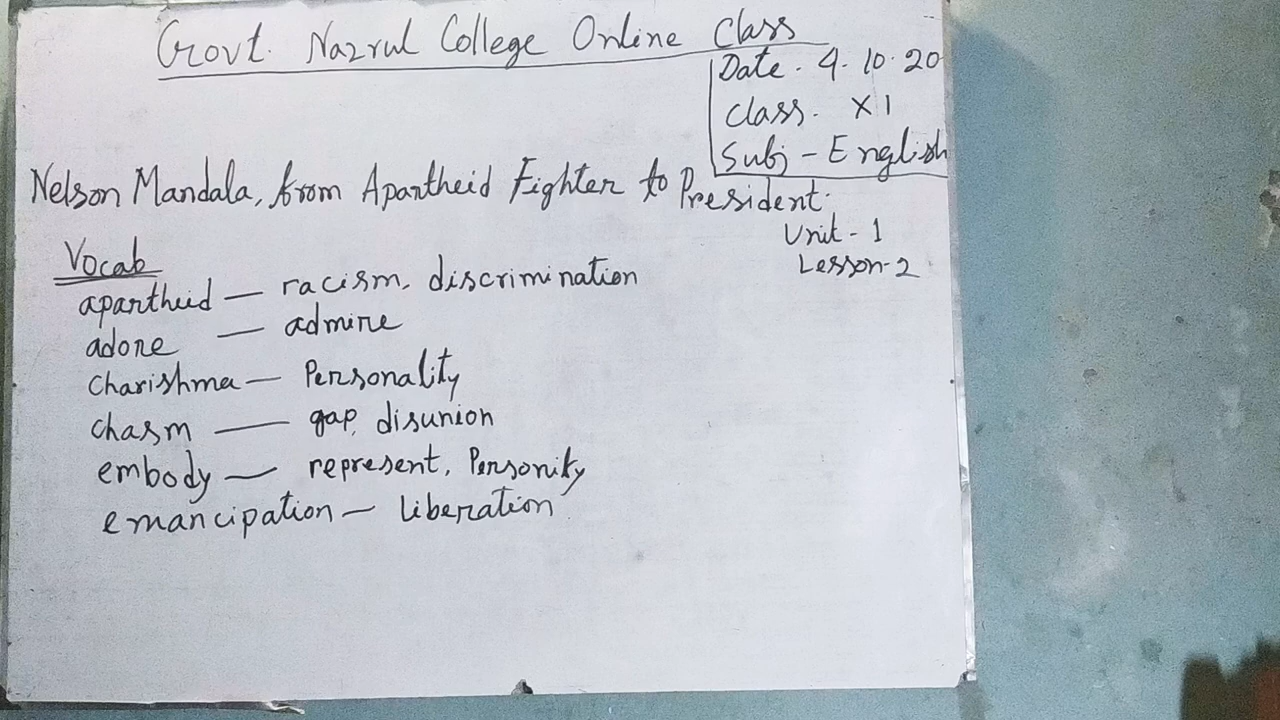 Govt. Nazrul College Online Class
Date. 4.10.20
Class. XI
Subj - English
Nelson Mandala, from Apartheid Fighter to President.
Unit - 1
Lesson-2
Vocab
apartheid — racism, discrimination
adore — admire
Charishma — Personality
chasm — gap, disunion
embody — represent, Personity
emancipation — liberation